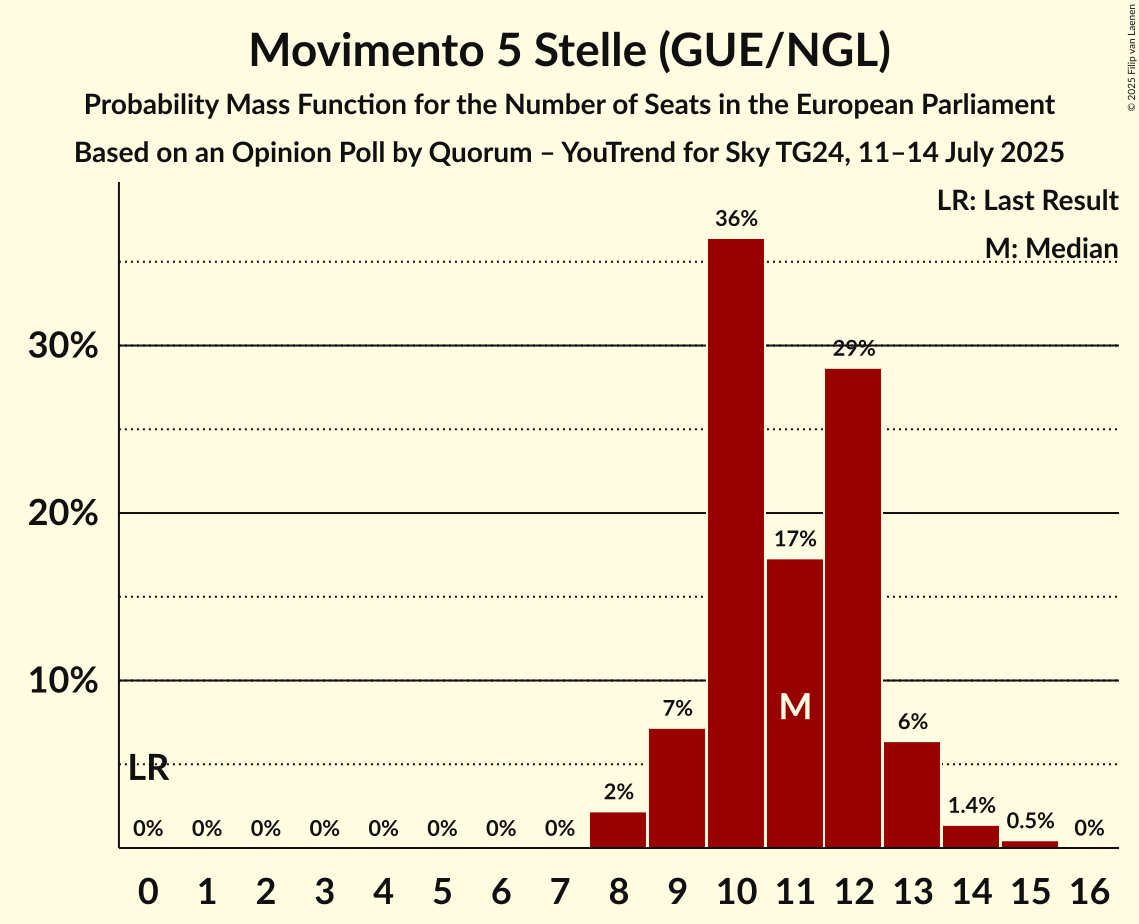 Movimento 5 Stelle (GUE/NGL)
Probability Mass Function for the Number of Seats in the European Parliament
Based on an Opinion Poll by Quorum – YouTrend for Sky TG24, 11–14 July 2025
© 2025 Filip van Laenen
LR: Last Result
M: Median
36%
30%
29%
20%
17%
10%
M
7%
6%
LR
2%
1.4%
0.5%
0% 0% 0% 0% 0% 0% 0% 0% 0%
0 1 2 3 4 5 6 7 8 9 10 11 12 13 14 15 16